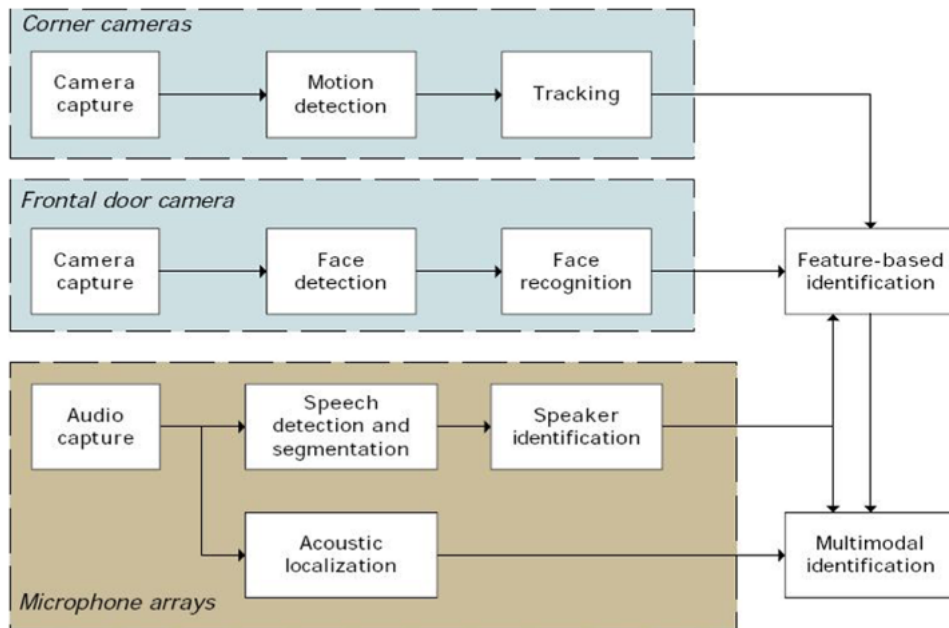 Corner cameras
Camera
capture
Motion
detection
Tracking
Frontal door camera
Camera
capture
Face
detection
Face
recognition
Feature-based
identification
Audio
capture
Speech
detection and
segmentation
Speaker
identification
Acoustic
localization
Multimodal
identification
Microphone arrays